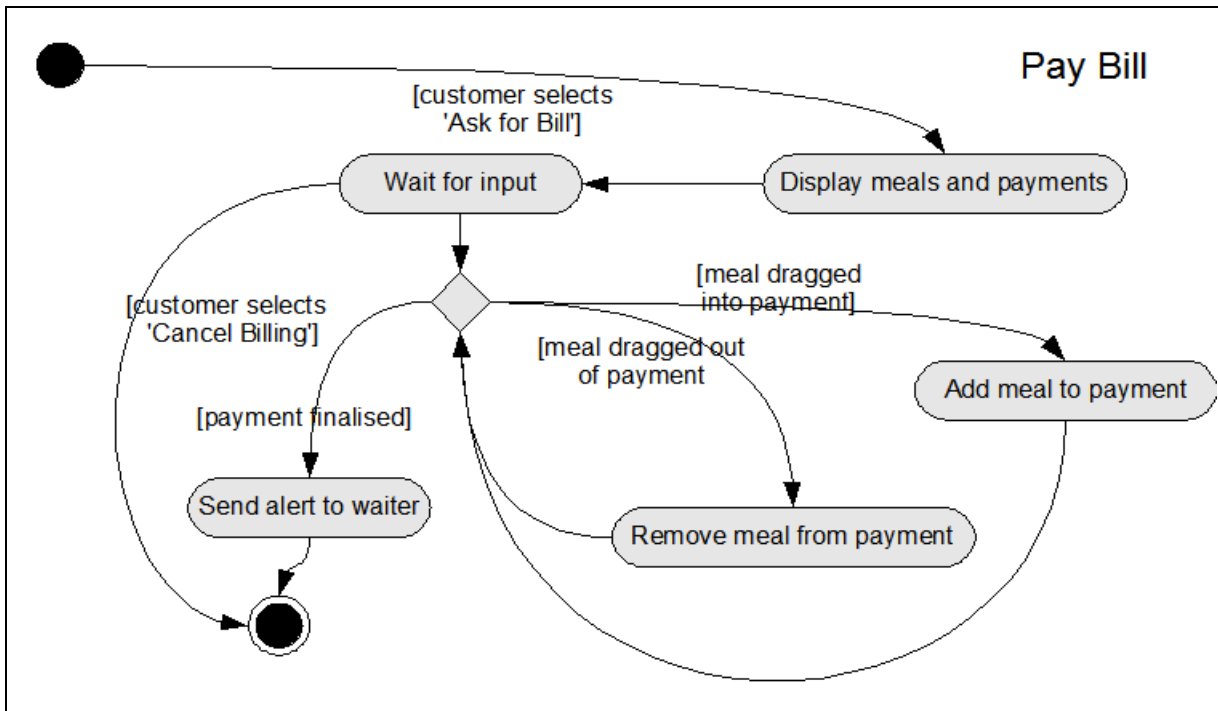 Pay Bill
[customer selects
'Ask for Bill']
Wait for input
Display meals and payments
[meal dragged
into payment]
[customer selects
'Cancel Billing']
[meal dragged out
of payment
Add meal to payment
[payment finalised]
Send alert to waiter
Remove meal from payment